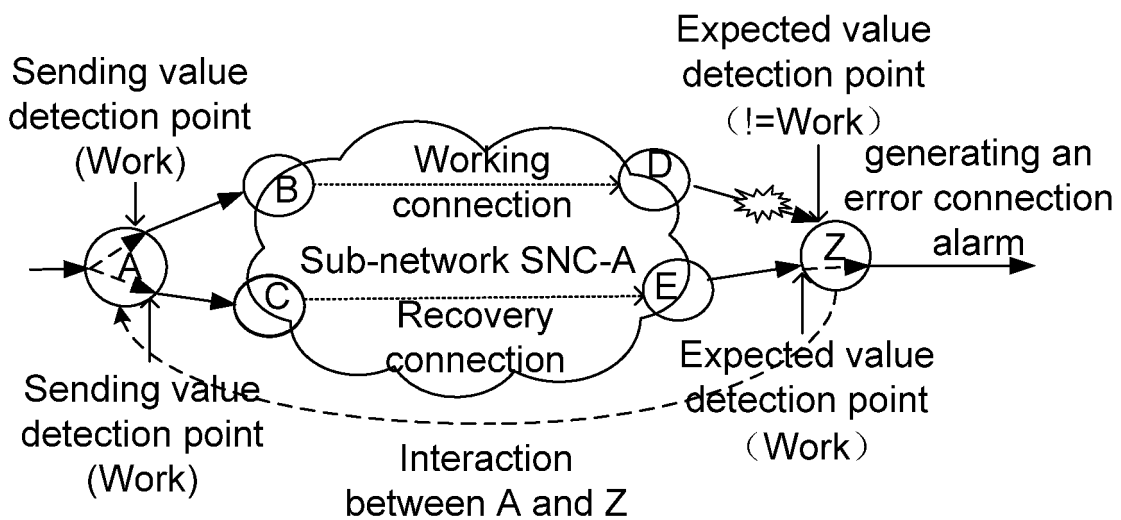 Expected value
detection point
（!=Work）
Sending value
detection point
(Work)
generating an
error connection
alarm
B
Working
connection
D
A
Sub-network SNC-A
Z
C
E
Recovery
connection
Sending value
detection point
(Work)
Expected value
detection point
（Work）
Interaction
between A and Z